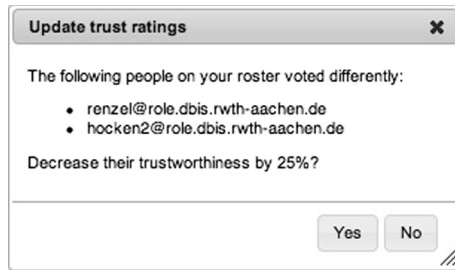 Update trust ratings
The following people on your roster voted differently:
• renzel@role.dbis.rwth-aachen.de
• hocken2@role.dbis.rwth-aachen.de
Decrease their trustworthiness by 25%?
Yes No